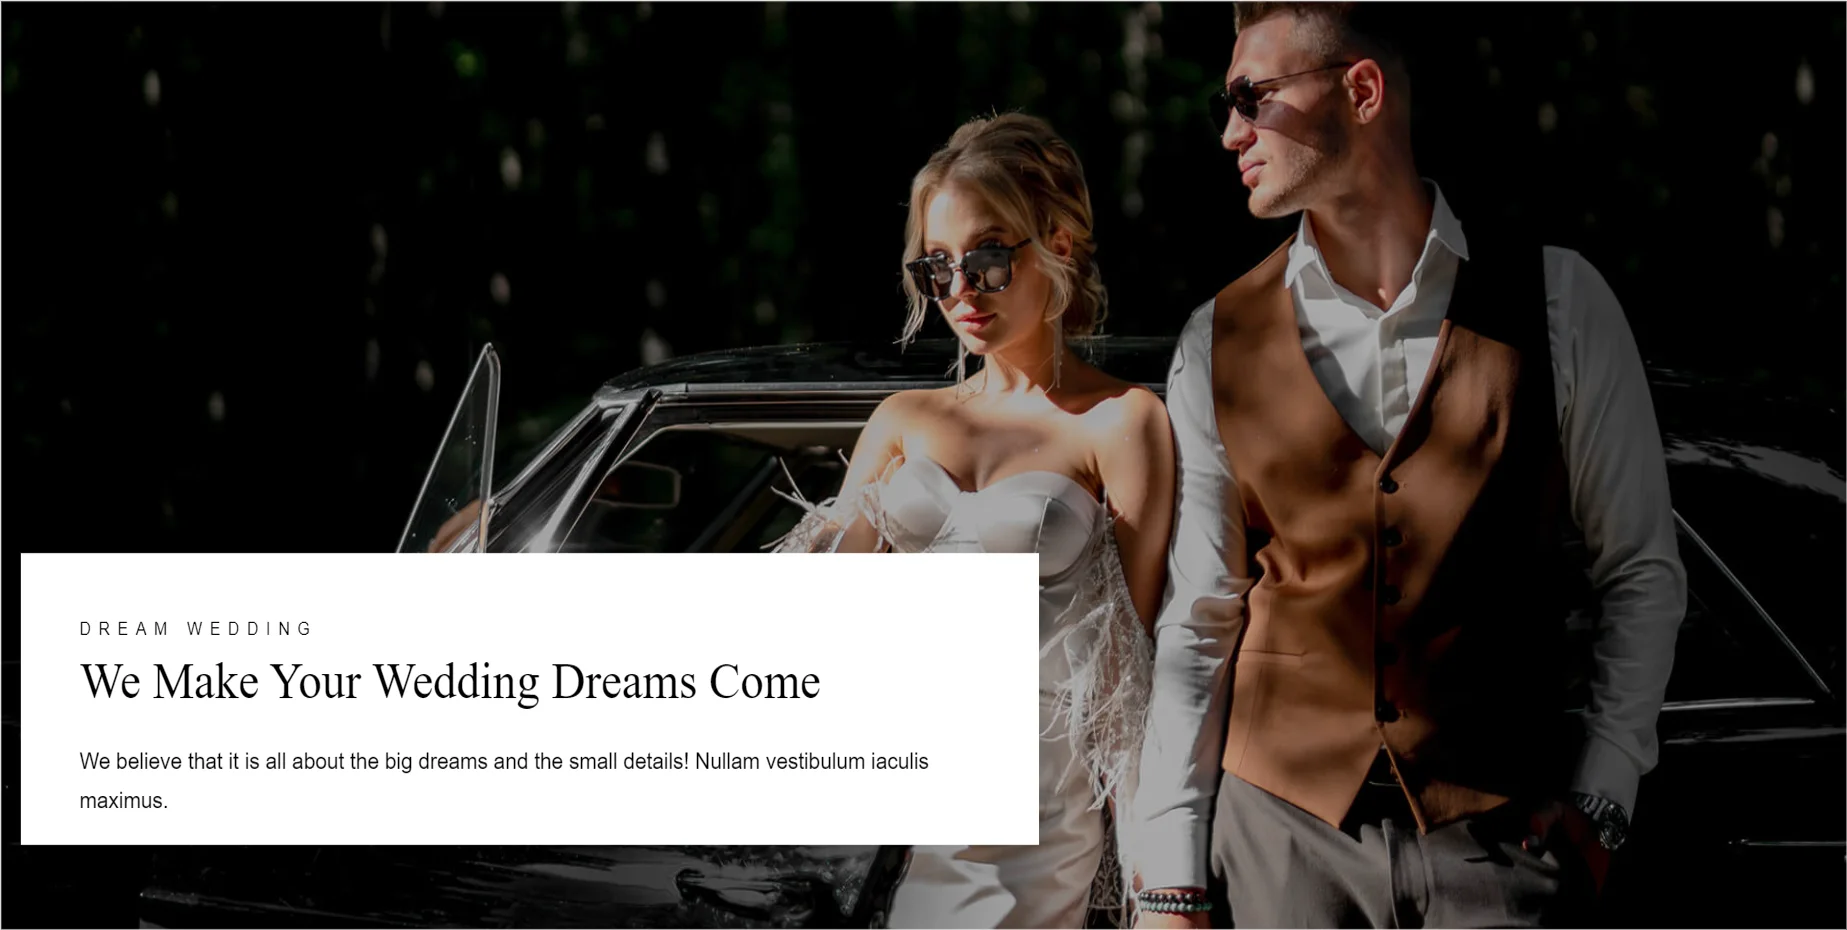 DREAM WEDDING
We Make Your Wedding Dreams Come
We believe that it is all about the big dreams and the small details! Nullam vestibulum iaculis
maximus.